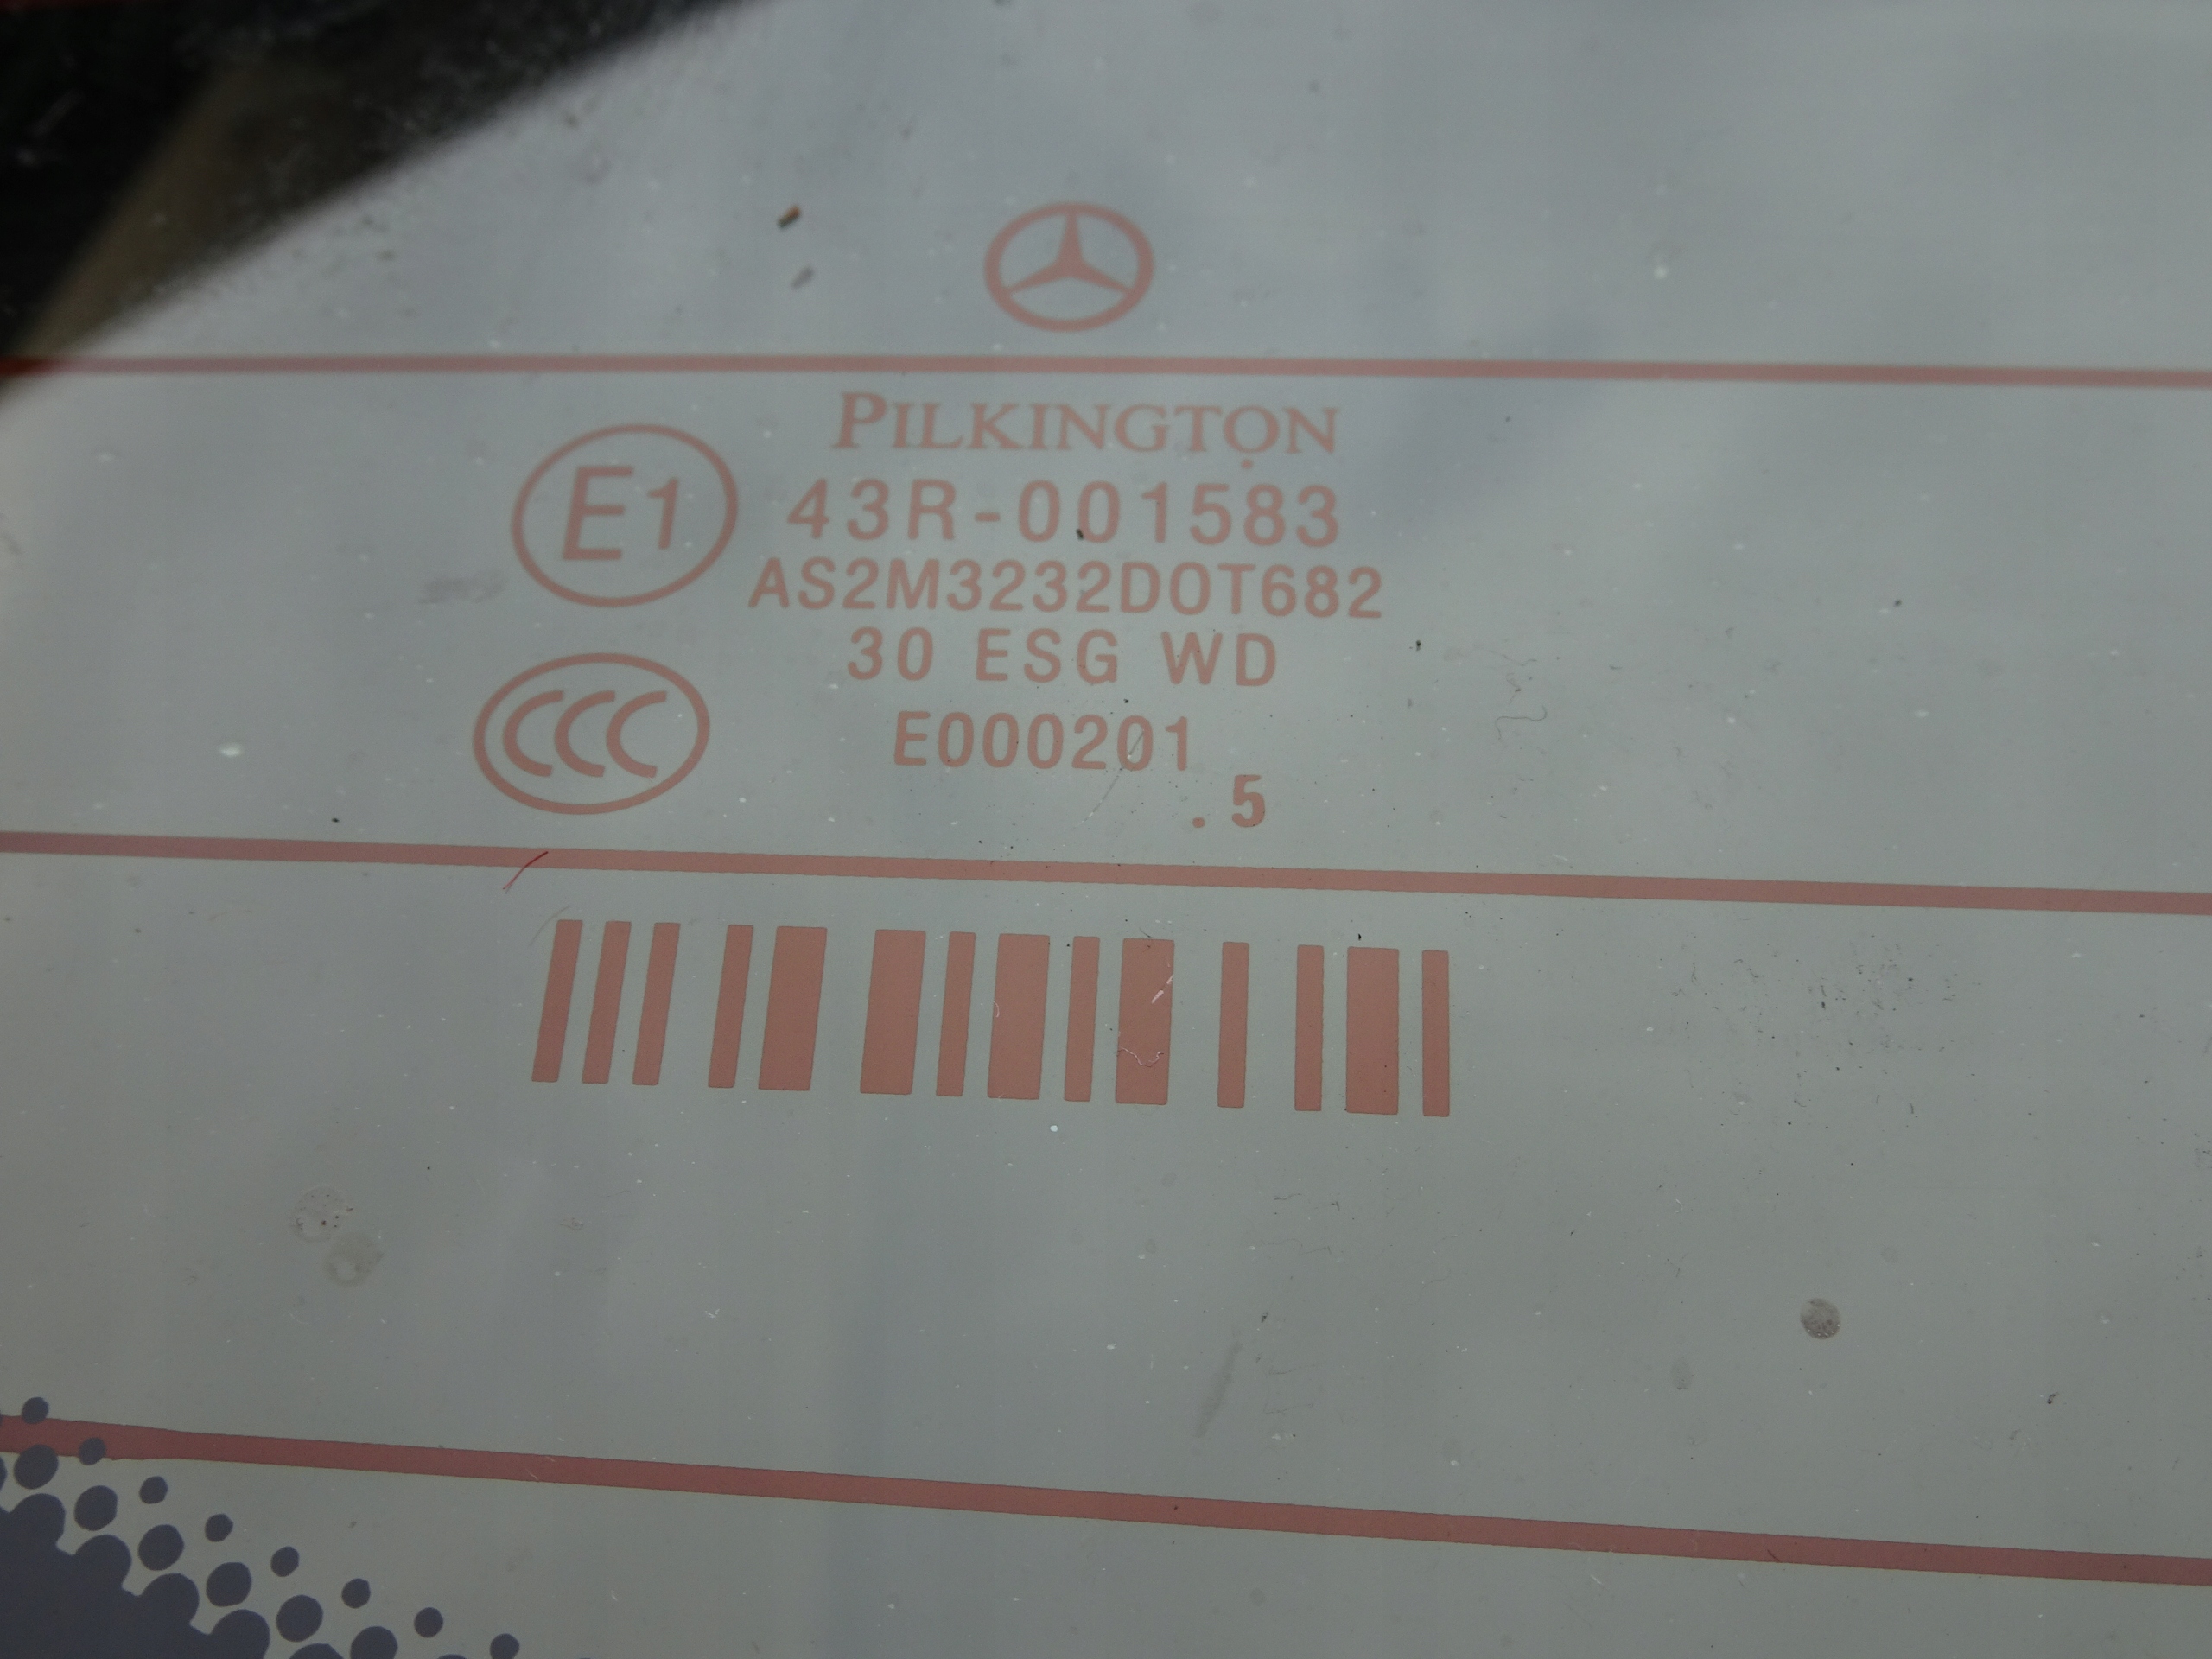 PILKINGTON
E1 43R-001583
AS2M3232DOT682
30 ESG WD
CCC E000201
.5